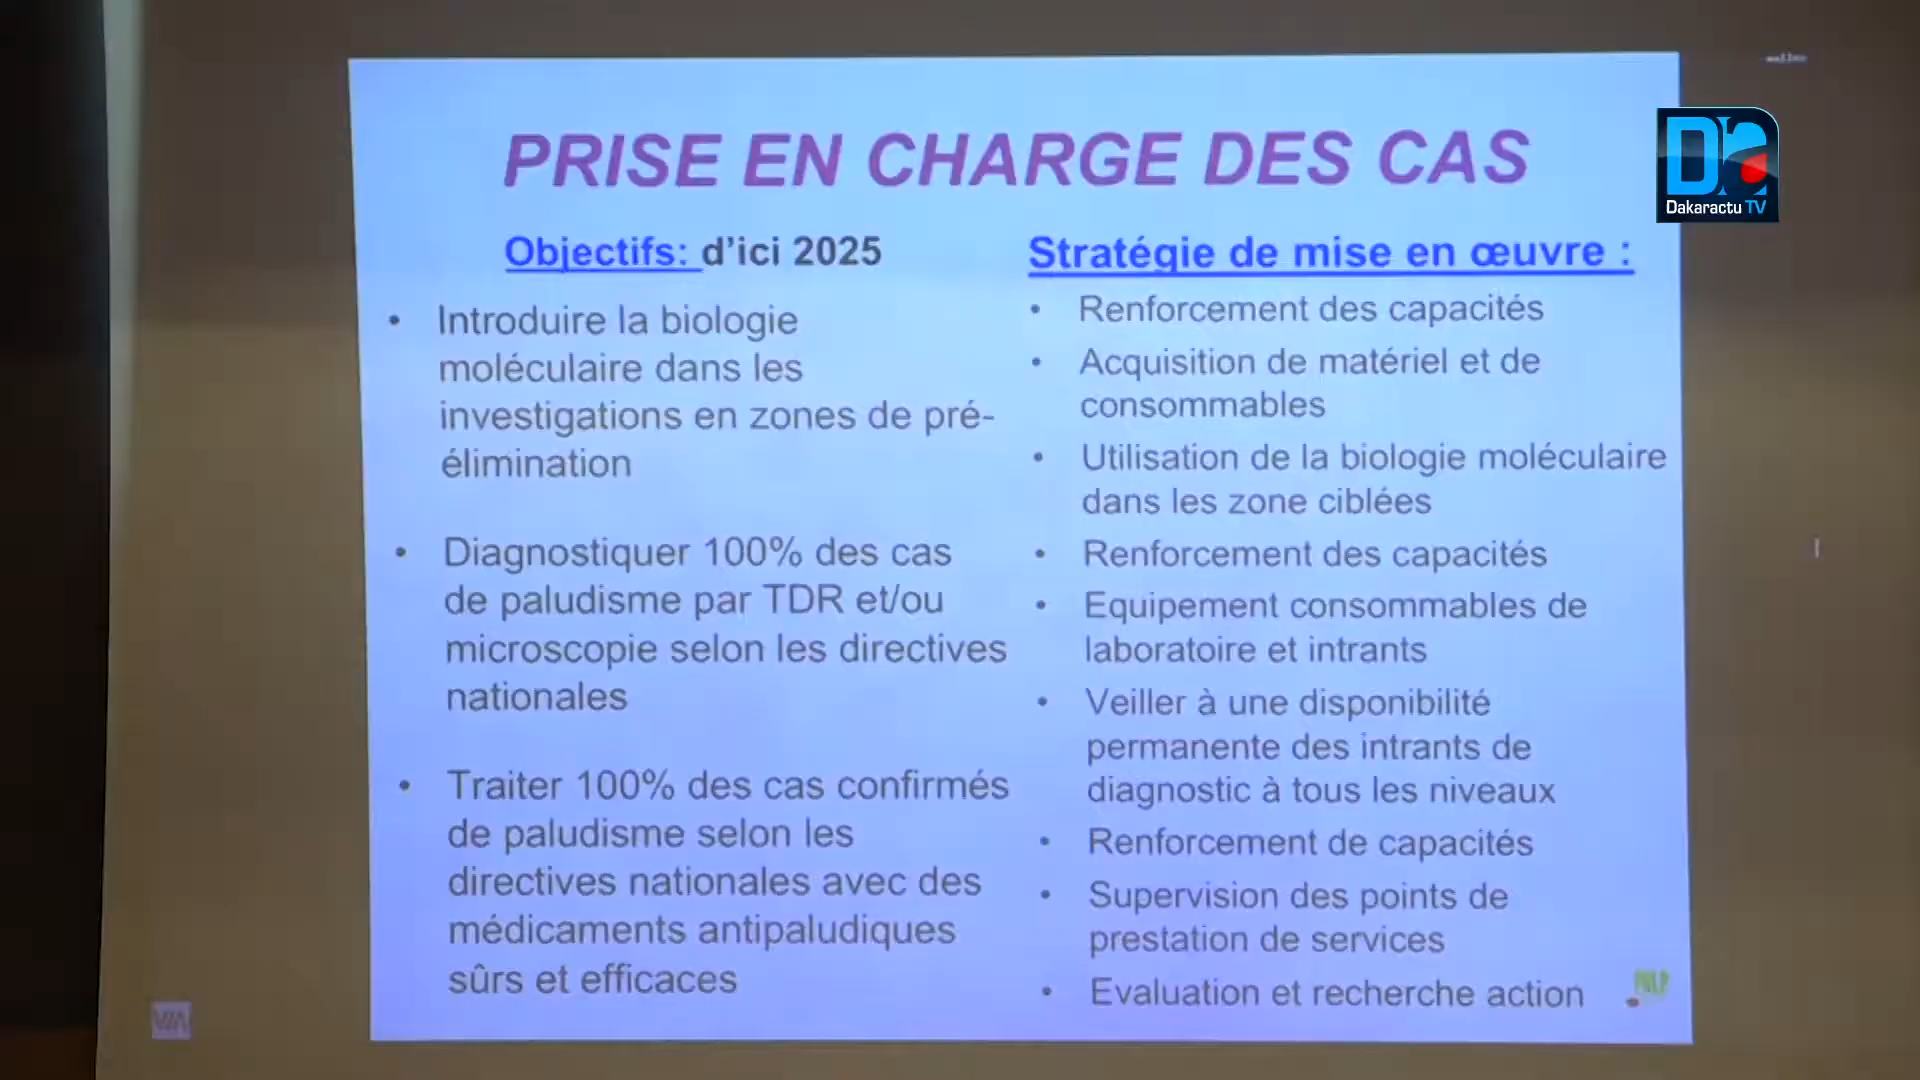 PRISE EN CHARGE DES CAS
Objectifs: d'ici 2025
• Introduire la biologie
moléculaire dans les
investigations en zones de pré-
élimination
• Diagnostiquer 100% des cas
de paludisme par TDR et/ou
microscopie selon les directives
nationales
• Traiter 100% des cas confirmés
de paludisme selon les
directives nationales avec des
médicaments antipaludiques
sûrs et efficaces
Stratégie de mise en œuvre :
• Renforcement des capacités
• Acquisition de matériel et de
consommables
• Utilisation de la biologie moléculaire
dans les zone ciblées
• Renforcement des capacités
• Equipement consommables de
laboratoire et intrants
• Veiller à une disponibilité
permanente des intrants de
diagnostic à tous les niveaux
• Renforcement de capacités
• Supervision des points de
prestation de services
• Evaluation et recherche action
PNLP
Da
Dakaractu TV